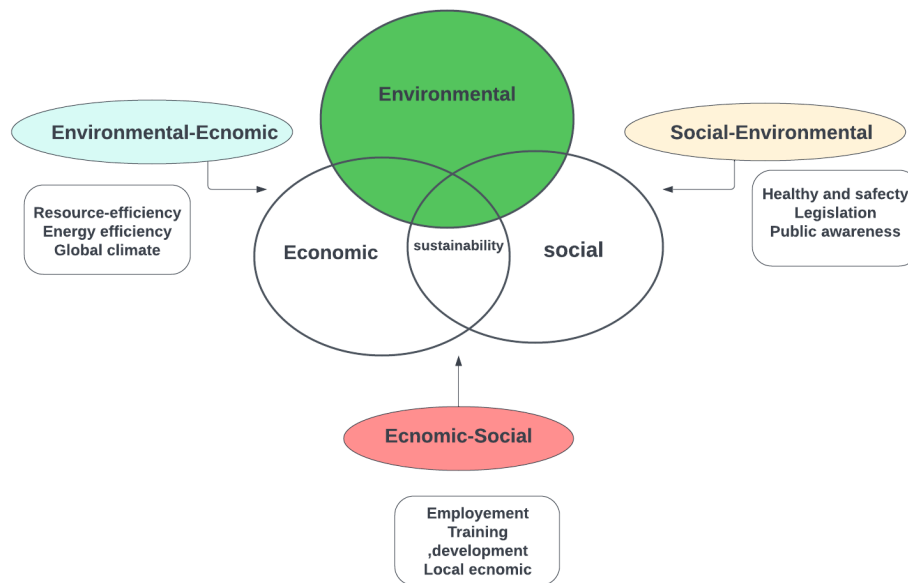 Environmental
Environmental-Ecnomic
Social-Environmental
Resource-efficiency
Energy efficiency
Global climate
Healthy and safecty
Legislation
Public awareness
Economic
sustainability
social
Ecnomic-Social
Employement
Training
,development
Local ecnomic